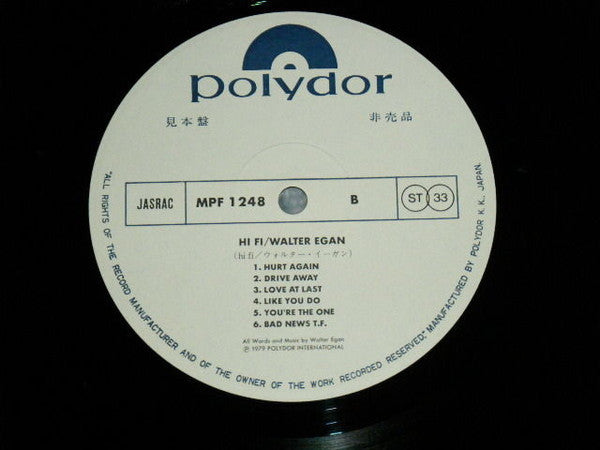 polydor
見本盤
非売品
JASRAC
MPF 1248
B
ST
33
HI FI/WALTER EGAN
(hi fi/ウォルター・イーガン)
1. HURT AGAIN
2. DRIVE AWAY
3. LOVE AT LAST
4. LIKE YOU DO
5. YOU'RE THE ONE
6. BAD NEWS T.F.
All Words and Music by Walter Egan
Ⓟ 1979 POLYDOR INTERNATIONAL
"ALL RIGHTS OF THE RECORD MANUFACTURER AND OF THE OWNER OF THE WORK RECORDED RESERVED." MANUFACTURED BY POLYDOR K.K. JAPAN.